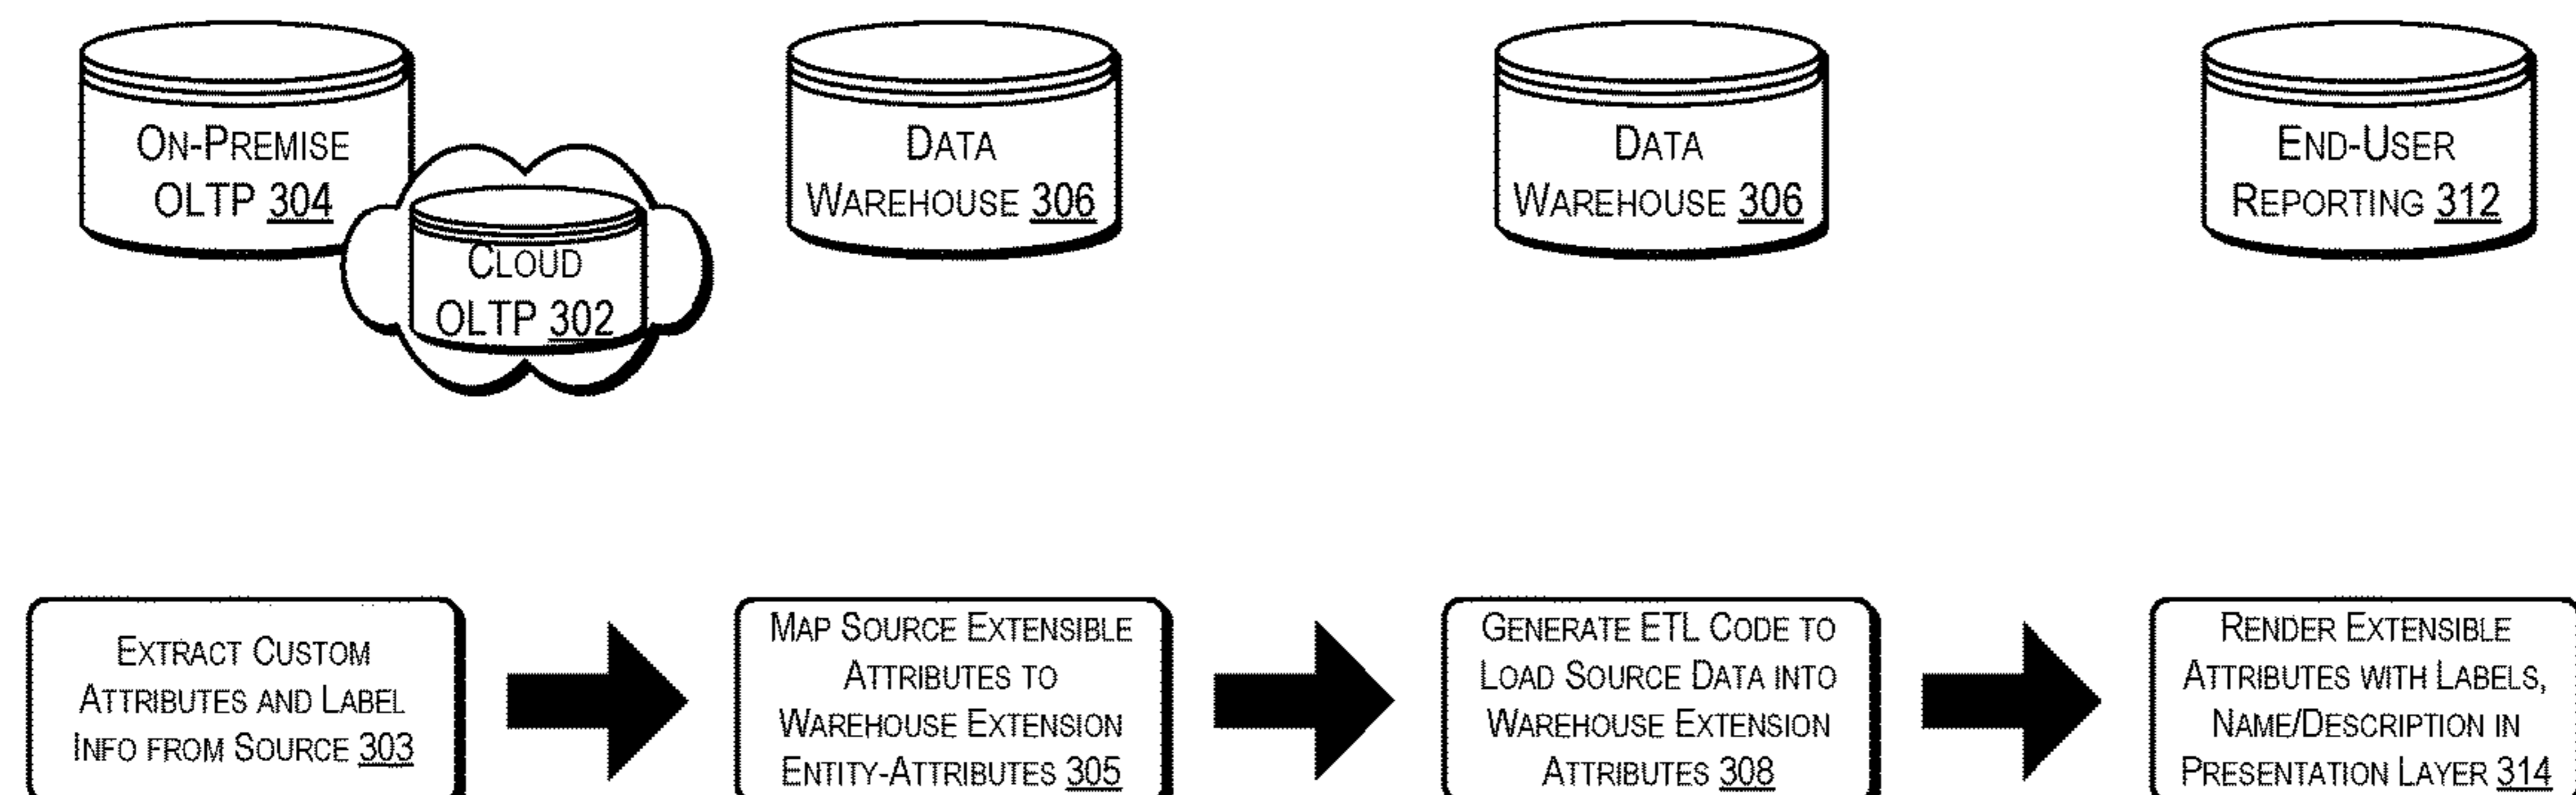 ON-PREMISE
OLTP 304
CLOUD
OLTP 302
DATA
WAREHOUSE 306
DATA
WAREHOUSE 306
END-USER
REPORTING 312
EXTRACT CUSTOM
ATTRIBUTES AND LABEL
INFO FROM SOURCE 303
MAP SOURCE EXTENSIBLE
ATTRIBUTES TO
WAREHOUSE EXTENSION
ENTITY-ATTRIBUTES 305
GENERATE ETL CODE TO
LOAD SOURCE DATA INTO
WAREHOUSE EXTENSION
ATTRIBUTES 308
RENDER EXTENSIBLE
ATTRIBUTES WITH LABELS,
NAME/DESCRIPTION IN
PRESENTATION LAYER 314